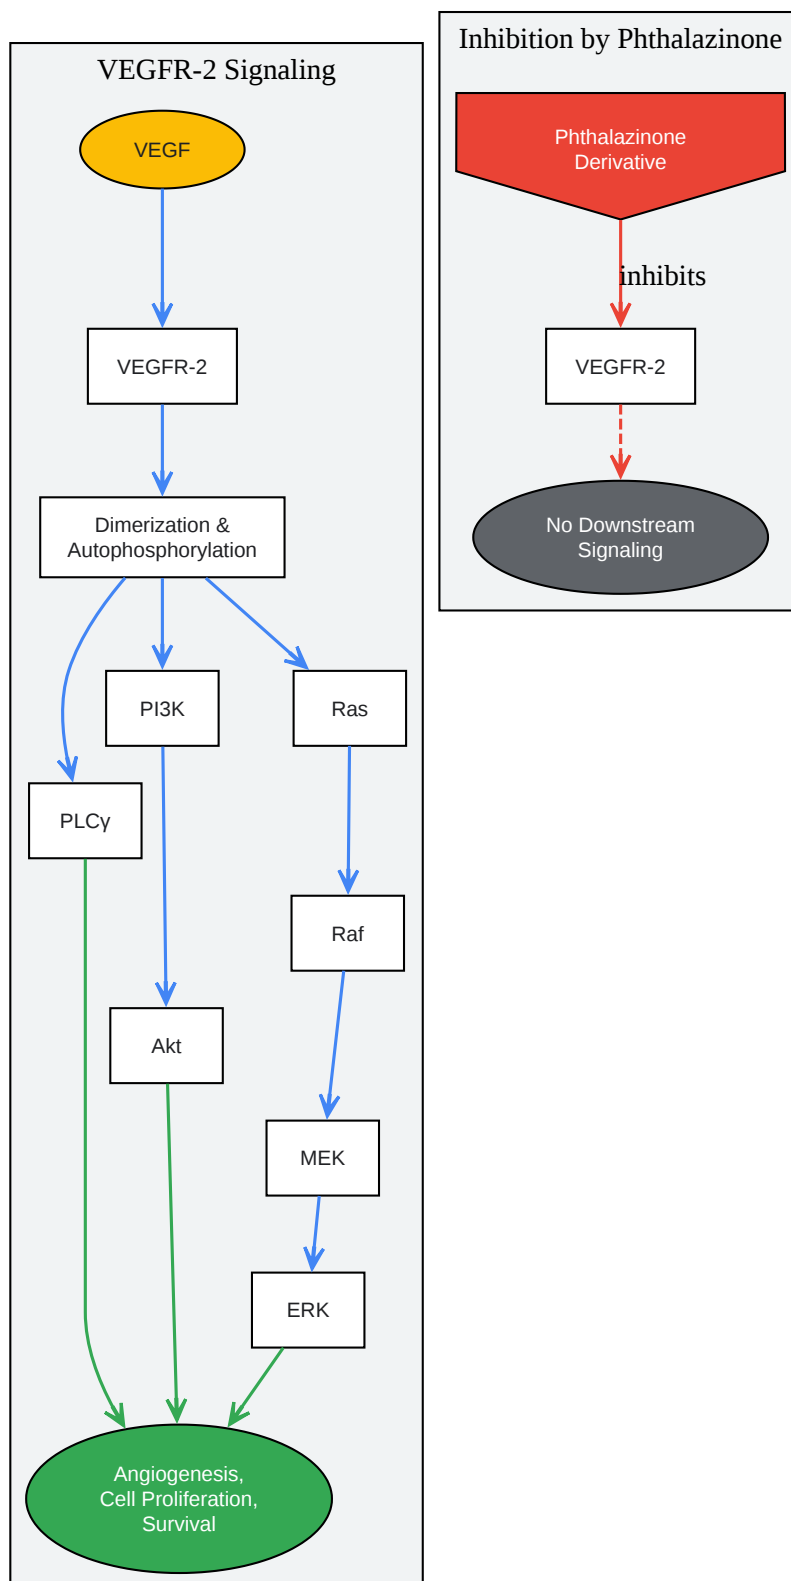 VEGFR-2 Signaling
VEGF
VEGFR-2
Dimerization &
Autophosphorylation
PI3K
Ras
PLCγ
Raf
Akt
MEK
ERK
Angiogenesis,
Cell Proliferation,
Survival
Inhibition by Phthalazinone
Phthalazinone
Derivative
inhibits
VEGFR-2
No Downstream
Signaling